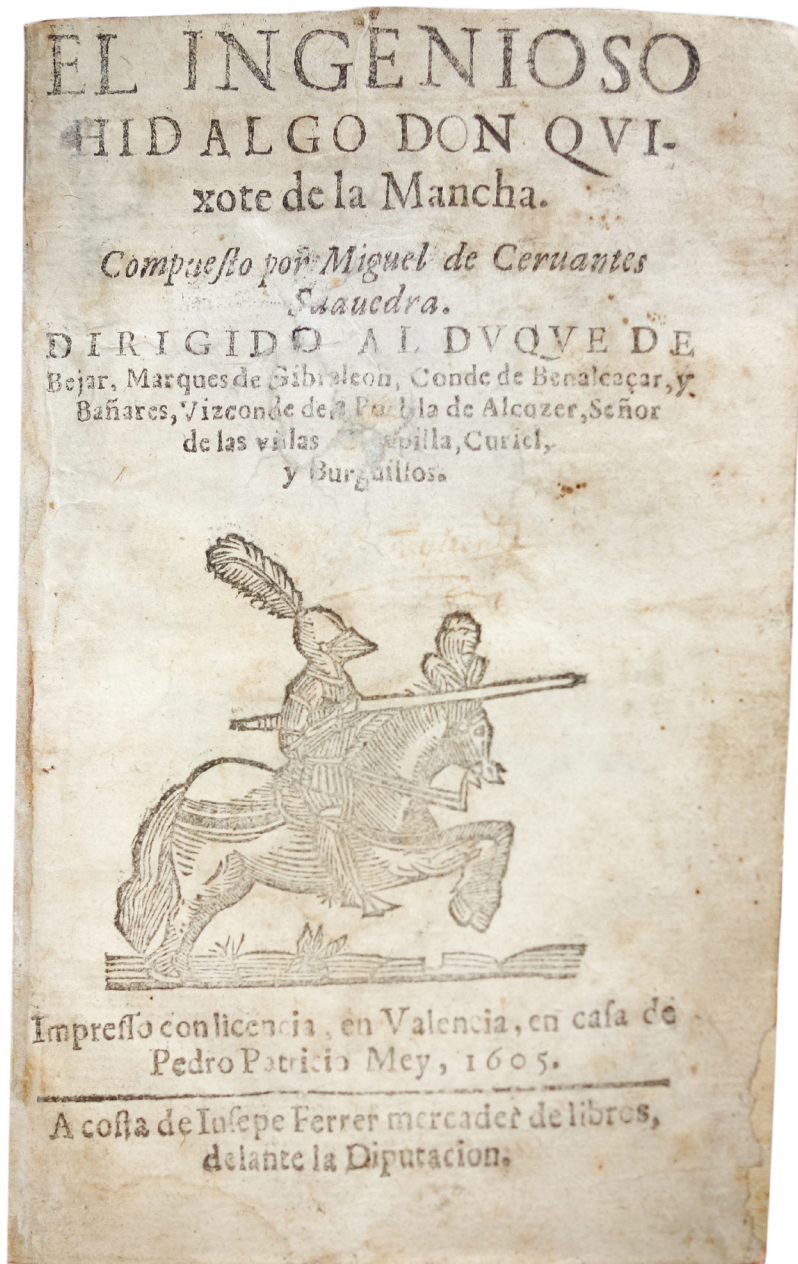 EL INGENIOSO
HIDALGO DON QVI-
xote de la Mancha.
Compueſto por Miguel de Ceruantes
Saauedra.
DIRIGIDO AL DVQVE DE
Bejar, Marques de Gibraleon, Conde de Benalcaçar, y
Bañares, Vizconde de la Puebla de Alcozer, Señor
de las villas de Capilla, Curiel,
y Burguillos.
Impreſſo con licencia, en Valencia, en caſa de
Pedro Patricio Mey, 1605.
A coſta de Iuſepe Ferrer mercader de libros,
delante la Diputacion.